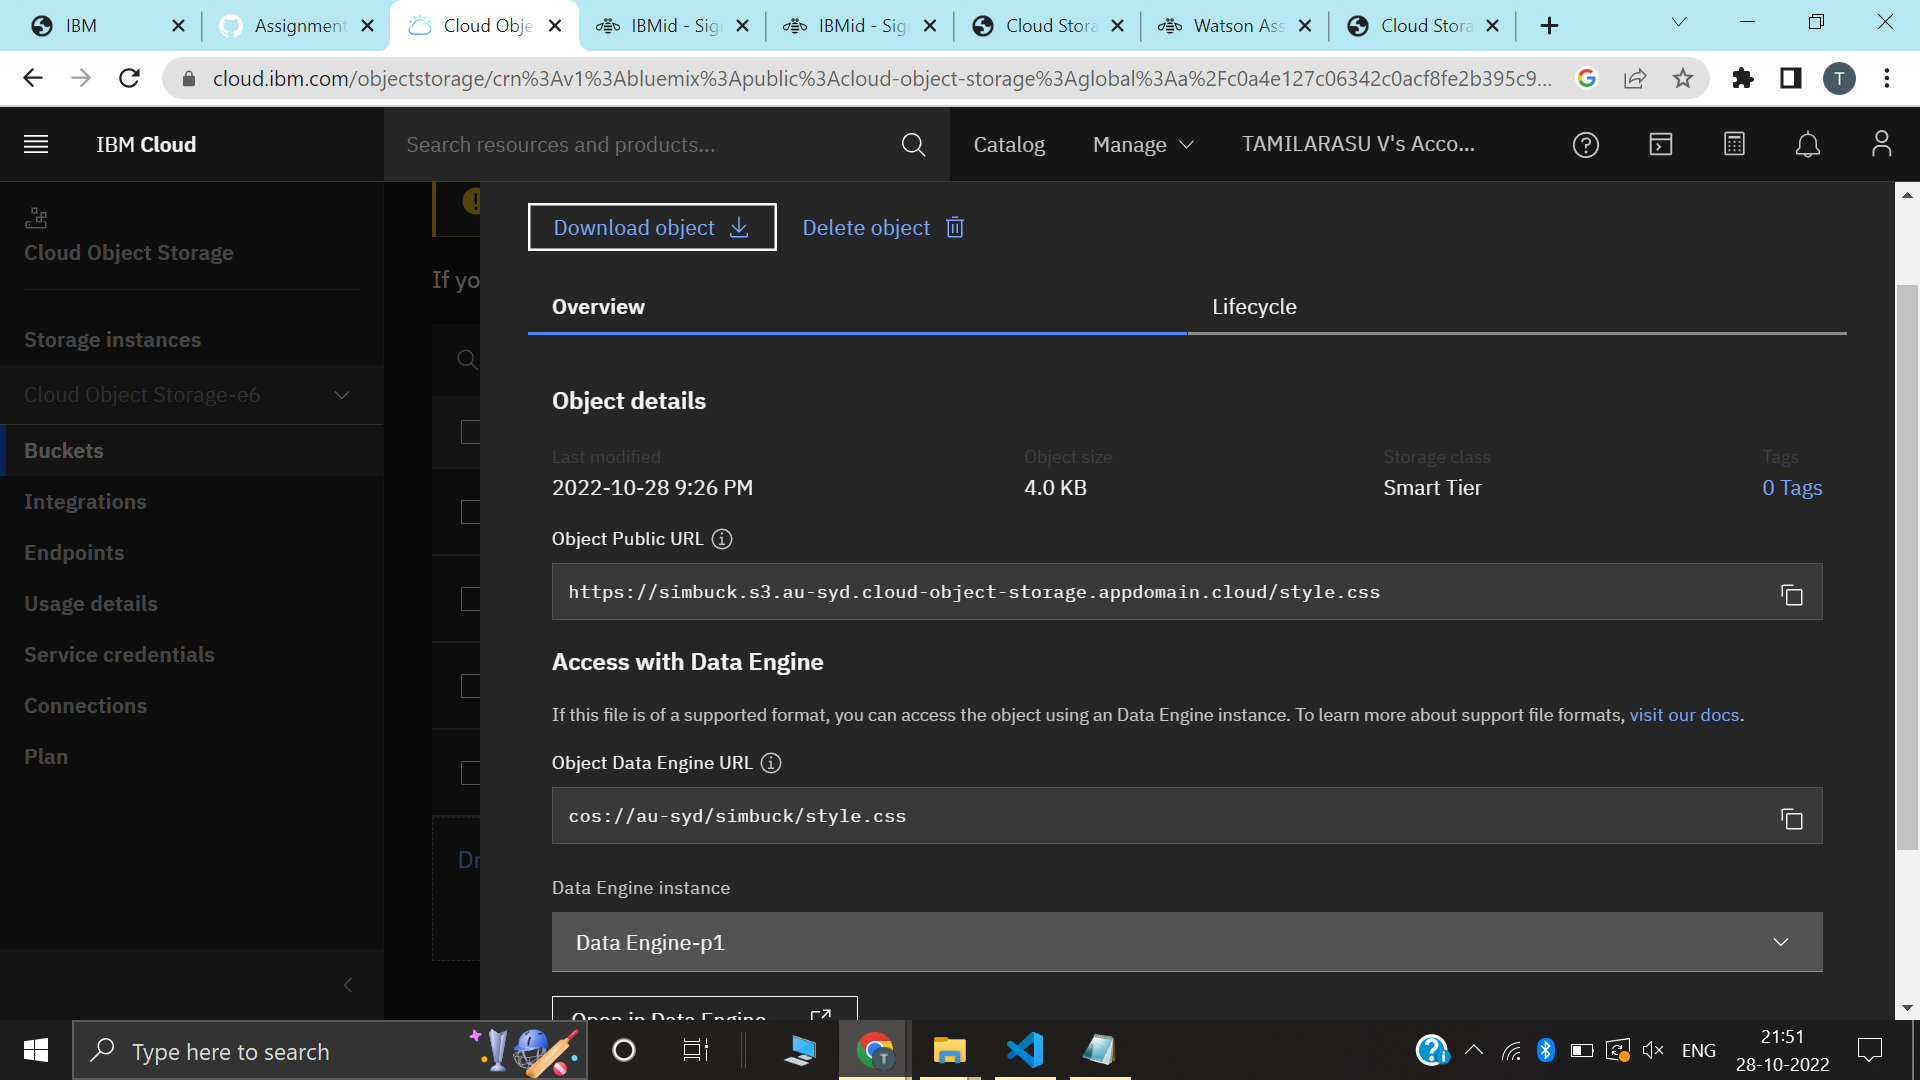 IBM
Assignment
Cloud Obje
IBMid - Sig
IBMid - Sig
Cloud Stora
Watson Ass
Cloud Stora
cloud.ibm.com/objectstorage/crn%3Av1%3Abluemix%3Apublic%3Acloud-object-storage%3Aglobal%3Aa%2Fc0a4e127c06342c0acf8fe2b395c9...
T
IBM Cloud
Search resources and products...
Catalog
Manage
TAMILARASU V's Acco...
Cloud Object Storage
Storage instances
Cloud Object Storage-e6
Buckets
Integrations
Endpoints
Usage details
Service credentials
Connections
Plan
If yo
Dr
Download object
Delete object
Overview
Lifecycle
Object details
Last modified
Object size
Storage class
Tags
2022-10-28 9:26 PM
4.0 KB
Smart Tier
0 Tags
Object Public URL
https://simbuck.s3.au-syd.cloud-object-storage.appdomain.cloud/style.css
Access with Data Engine
If this file is of a supported format, you can access the object using an Data Engine instance. To learn more about support file formats, visit our docs.
Object Data Engine URL
cos://au-syd/simbuck/style.css
Data Engine instance
Data Engine-p1
Open in Data Engine
Type here to search
T
ENG
21:51
28-10-2022